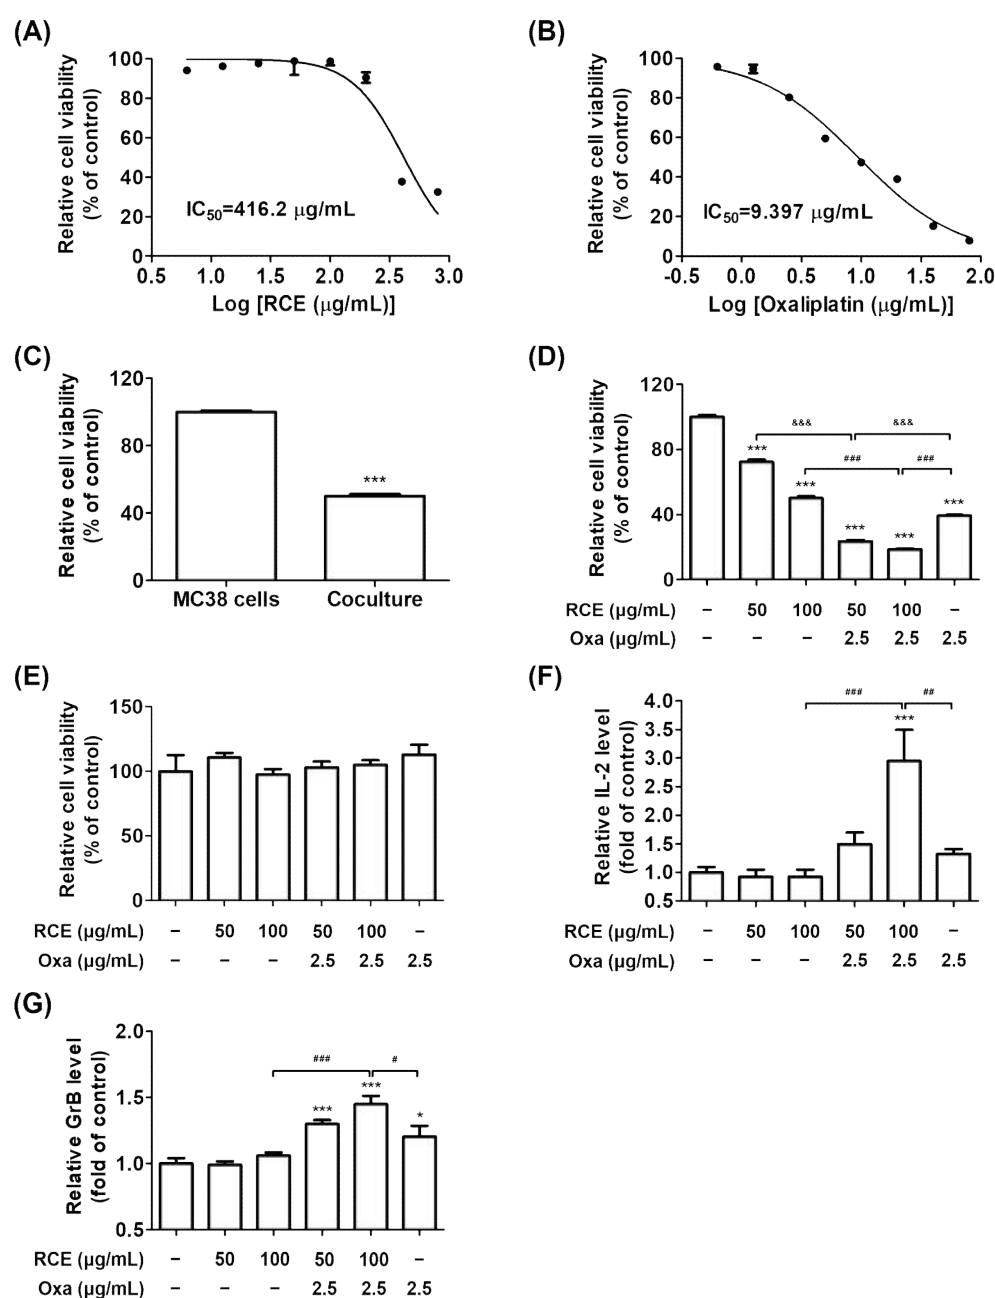 (A)
Relative cell viability
(% of control)
100
80
60
40
20
0
IC50=416.2 µg/mL
0.5 1.0 1.5 2.0 2.5 3.0
Log [RCE (µg/mL)]
(B)
Relative cell viability
(% of control)
100
80
60
40
20
0
IC50=9.397 µg/mL
-0.5 0.0 0.5 1.0 1.5 2.0
Log [Oxaliplatin (µg/mL)]
(C)
Relative cell viability
(% of control)
120
80
40
0
***
MC38 cells Coculture
(D)
Relative cell viability
(% of control)
120
80
40
0
&&& &&&
### ###
*** *** *** *** ***
RCE (µg/mL) – 50 100 50 100 –
Oxa (µg/mL) – – – 2.5 2.5 2.5
(E)
Relative cell viability
(% of control)
150
100
50
0
RCE (µg/mL) – 50 100 50 100 –
Oxa (µg/mL) – – – 2.5 2.5 2.5
(F)
Relative IL-2 level
(fold of control)
4.0
3.5
3.0
2.5
2.0
1.5
1.0
0.5
### ##
***
RCE (µg/mL) – 50 100 50 100 –
Oxa (µg/mL) – – – 2.5 2.5 2.5
(G)
Relative GrB level
(fold of control)
2.0
1.5
1.0
0.5
### #
*** *** *
RCE (µg/mL) – 50 100 50 100 –
Oxa (µg/mL) – – – 2.5 2.5 2.5